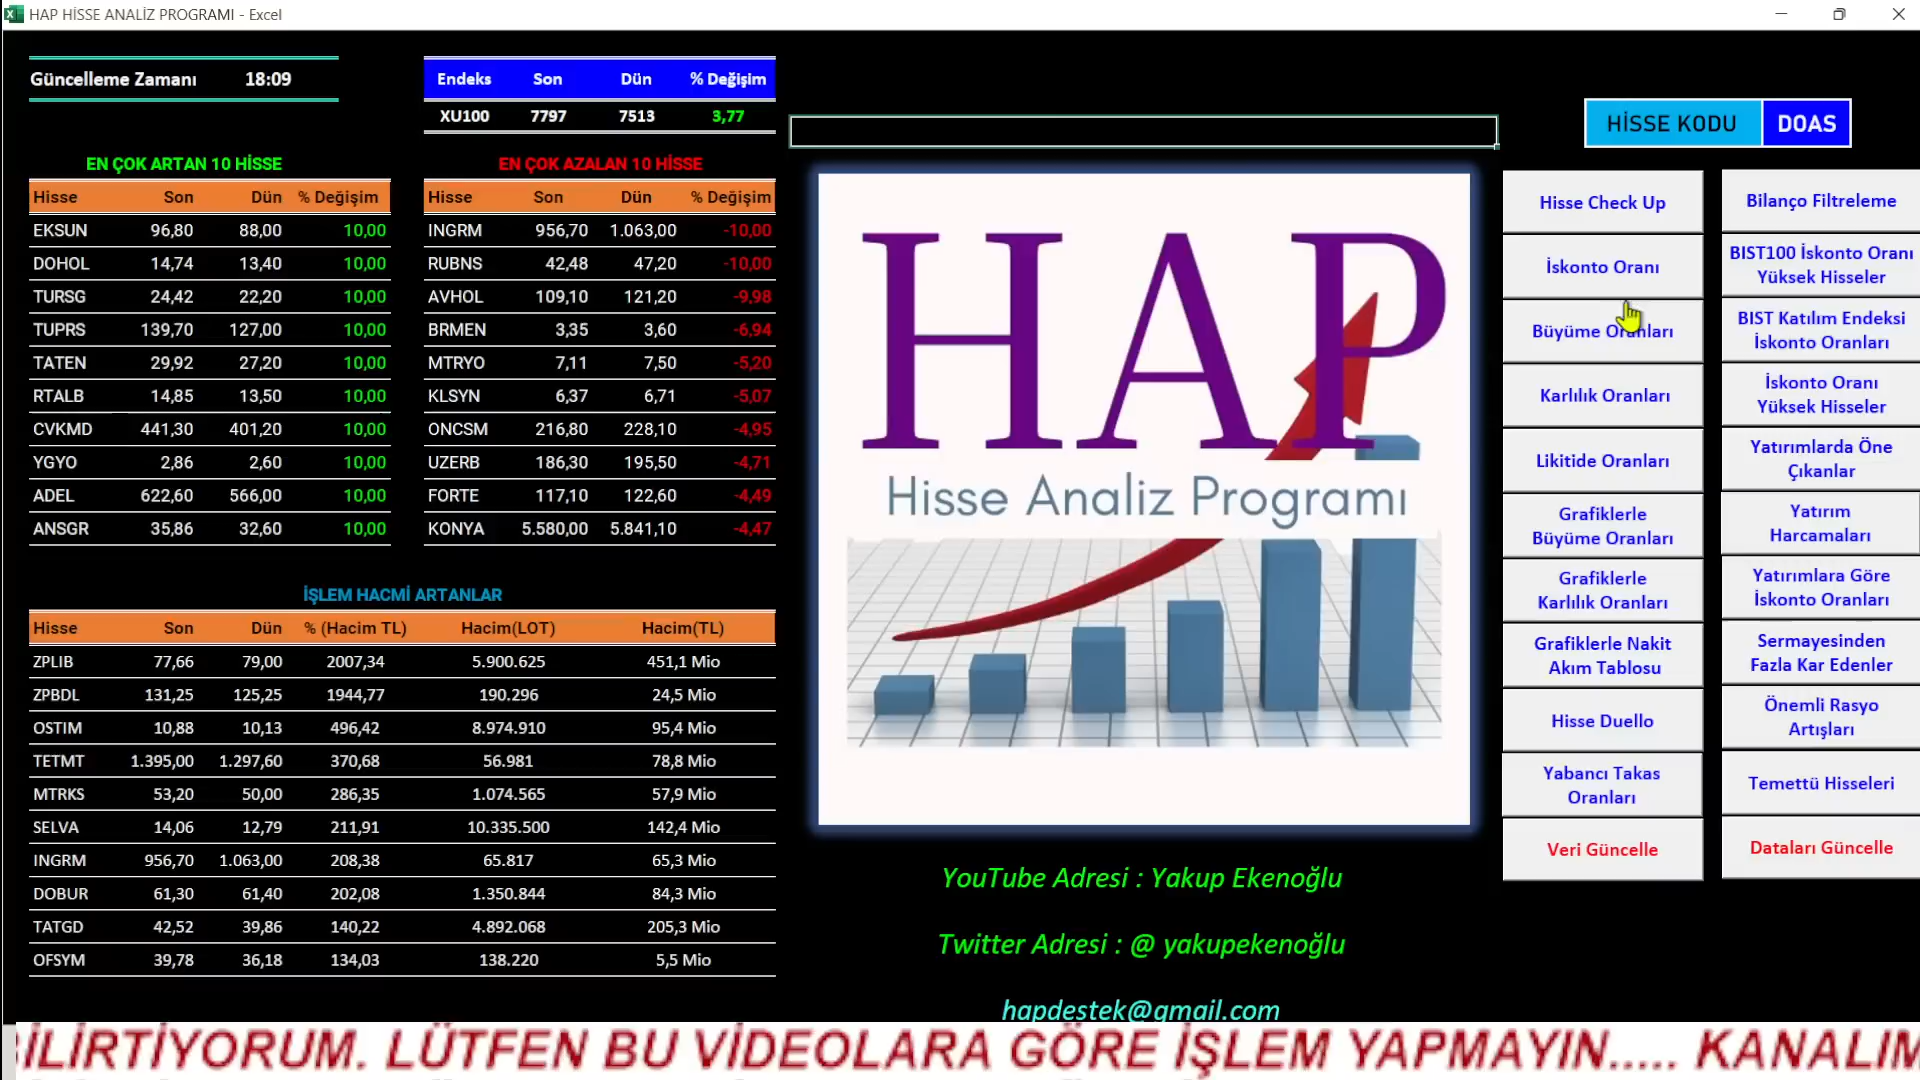 HAP HİSSE ANALİZ PROGRAMI - Excel
Güncelleme Zamanı 18:09
Endeks Son Dün % Değişim
XU100 7797 7513 3,77
HİSSE KODU DOAS
EN ÇOK ARTAN 10 HİSSE
Hisse Son Dün % Değişim
EKSUN 96,80 88,00 10,00
DOHOL 14,74 13,40 10,00
TURSG 24,42 22,20 10,00
TUPRS 139,70 127,00 10,00
TATEN 29,92 27,20 10,00
RTALB 14,85 13,50 10,00
CVKMD 441,30 401,20 10,00
YGYO 2,86 2,60 10,00
ADEL 622,60 566,00 10,00
ANSGR 35,86 32,60 10,00
EN ÇOK AZALAN 10 HİSSE
Hisse Son Dün % Değişim
INGRM 956,70 1.063,00 -10,00
RUBNS 42,48 47,20 -10,00
AVHOL 109,10 121,20 -9,98
BRMEN 3,35 3,60 -6,94
MTRYO 7,11 7,50 -5,20
KLSYN 6,37 6,71 -5,07
ONCSM 216,80 228,10 -4,95
UZERB 186,30 195,50 -4,71
FORTE 117,10 122,60 -4,49
KONYA 5.580,00 5.841,10 -4,47
İŞLEM HACMİ ARTANLAR
Hisse Son Dün % (Hacim TL) Hacim(LOT) Hacim(TL)
ZPLIB 77,66 79,00 2007,34 5.900.625 451,1 Mio
ZPBDL 131,25 125,25 1944,77 190.296 24,5 Mio
OSTIM 10,88 10,13 496,42 8.974.910 95,4 Mio
TETMT 1.395,00 1.297,60 370,68 56.981 78,8 Mio
MTRKS 53,20 50,00 286,35 1.074.565 57,9 Mio
SELVA 14,06 12,79 211,91 10.335.500 142,4 Mio
INGRM 956,70 1.063,00 208,38 65.817 65,3 Mio
DOBUR 61,30 61,40 202,08 1.350.844 84,3 Mio
TATGD 42,52 39,86 140,22 4.892.068 205,3 Mio
OFSYM 39,78 36,18 134,03 138.220 5,5 Mio
HAP
Hisse Analiz Programı
YouTube Adresi : Yakup Ekenoğlu
Twitter Adresi : @ yakupekenoğlu
hapdestek@gmail.com
Hisse Check Up
İskonto Oranı
Büyüme Oranları
Karlılık Oranları
Likitide Oranları
Grafiklerle
Büyüme Oranları
Grafiklerle
Karlılık Oranları
Grafiklerle Nakit
Akım Tablosu
Hisse Duello
Yabancı Takas
Oranları
Veri Güncelle
Bilanço Filtreleme
BIST100 İskonto Oranı
Yüksek Hisseler
BIST Katılım Endeksi
İskonto Oranları
İskonto Oranı
Yüksek Hisseler
Yatırımlarda Öne
Çıkanlar
Yatırım
Harcamaları
Yatırımlara Göre
İskonto Oranları
Sermayesinden
Fazla Kar Edenler
Önemli Rasyo
Artışları
Temettü Hisseleri
Dataları Güncelle
İLİRTİYORUM. LÜTFEN BU VİDEOLARA GÖRE İŞLEM YAPMAYIN..... KANALIM